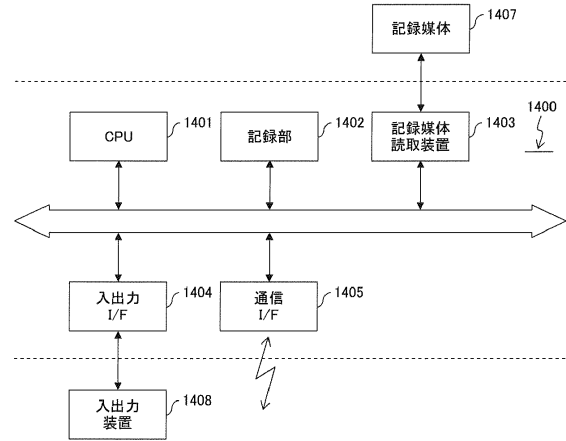 記録媒体
1407
CPU
1401
記録部
1402
記録媒体
読取装置
1403
1400
入出力
I/F
1404
通信
I/F
1405
入出力
装置
1408